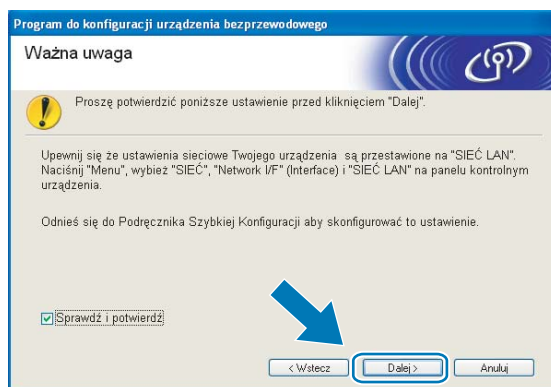 Program do konfiguracji urządzenia bezprzewodowego
Ważna uwaga
Proszę potwierdzić poniższe ustawienie przed kliknięciem "Dalej".
Upewnij się że ustawienia sieciowe Twojego urządzenia są przestawione na "SIEĆ LAN".
Naciśnij "Menu", wybież "SIEĆ", "Network I/F" (Interface) i "SIEĆ LAN" na panelu kontrolnym
urządzenia.
Odnieś się do Podręcznika Szybkiej Konfiguracji aby skonfigurować to ustawienie.
Sprawdź i potwierdź
< Wstecz
Dalej >
Anuluj